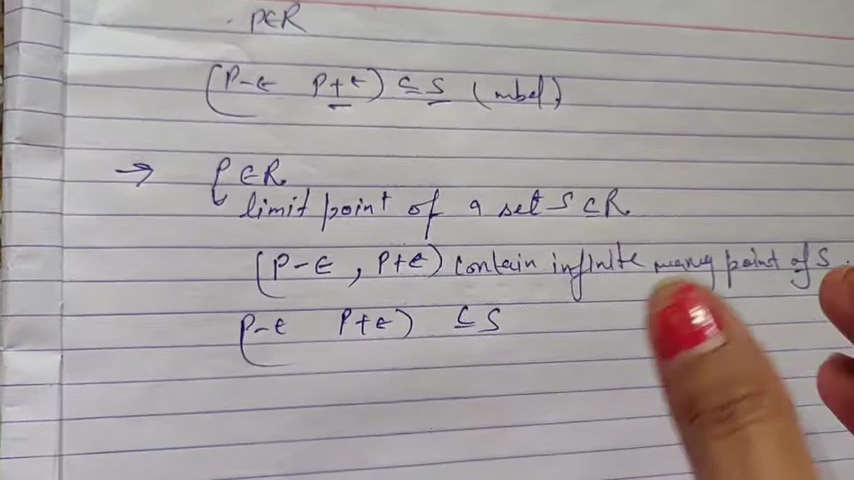 . P∈R
(P-ϵ P+ϵ) ⊆ S (nbd)
→ P∈R
limit point of a set S⊂R
(P-ϵ, P+ϵ) contain infinite many point of S.
P-ϵ P+ϵ) ⊆S